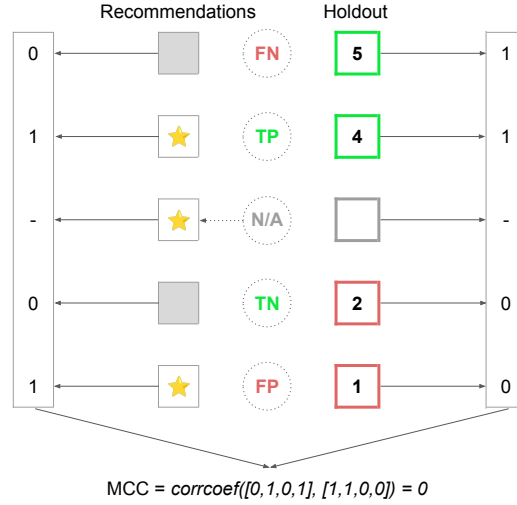 Recommendations Holdout
0 FN 5 1
1 TP 4 1
- N/A -
0 TN 2 0
1 FP 1 0
MCC = corrcoef([0,1,0,1], [1,1,0,0]) = 0